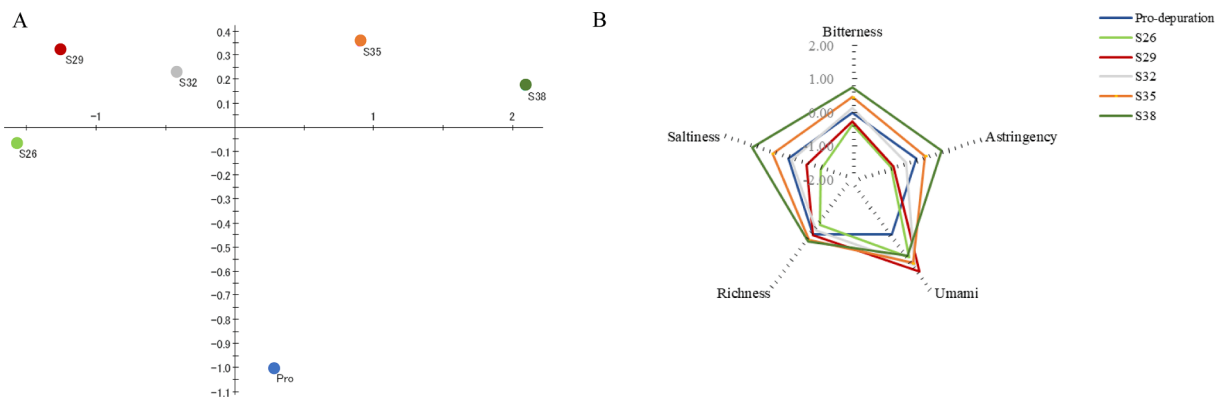 A
B
0.4
0.3
0.2
0.1
-0.1
-0.2
-0.3
-0.4
-0.5
-0.6
-0.7
-0.8
-0.9
-1.0
-1.1
-1
1
2
S29
S32
S35
S38
S26
Pro
Bitterness
2.00
1.00
0.00
-1.00
-2.00
Saltiness
Astringency
Richness
Umami
Pro-depuration
S26
S29
S32
S35
S38